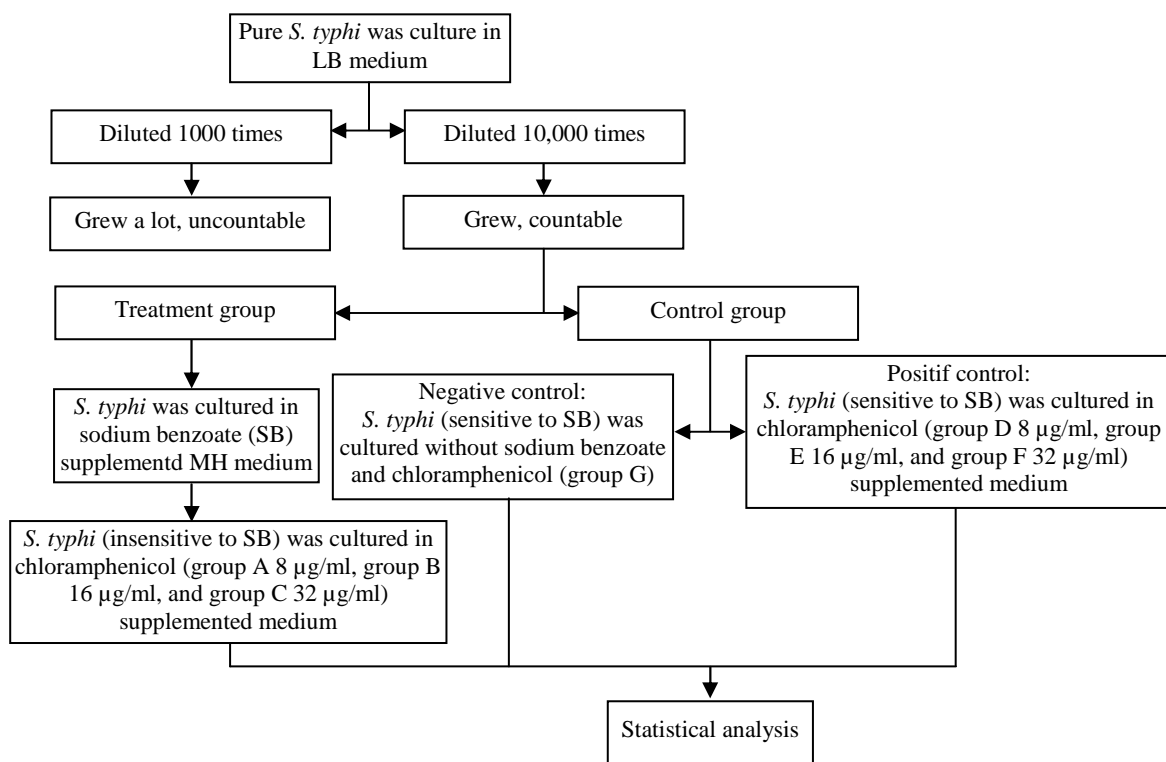 Pure S. typhi was culture in
LB medium
Diluted 1000 times
Diluted 10,000 times
Grew a lot, uncountable
Grew, countable
Treatment group
Control group
S. typhi was cultured in
sodium benzoate (SB)
supplementd MH medium
Negative control:
S. typhi (sensitive to SB) was
cultured without sodium benzoate
and chloramphenicol (group G)
Positif control:
S. typhi (sensitive to SB) was cultured in
chloramphenicol (group D 8 µg/ml, group
E 16 µg/ml, and group F 32 µg/ml)
supplemented medium
S. typhi (insensitive to SB) was cultured in
chloramphenicol (group A 8 µg/ml, group B
16 µg/ml, and group C 32 µg/ml)
supplemented medium
Statistical analysis